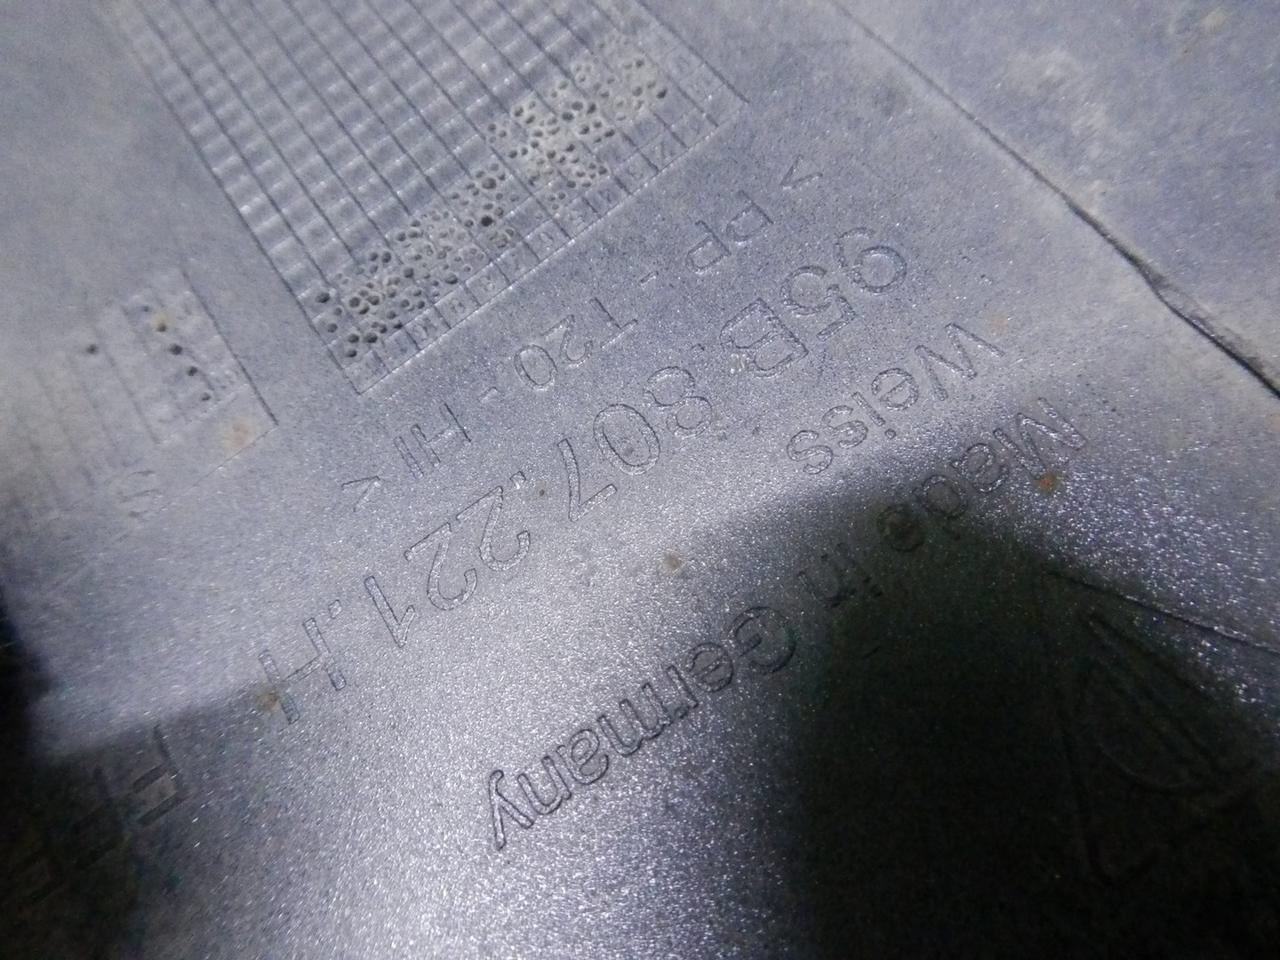 Made in Germany
Weiss
95B.807.221.H
> PP - T20 - HI <